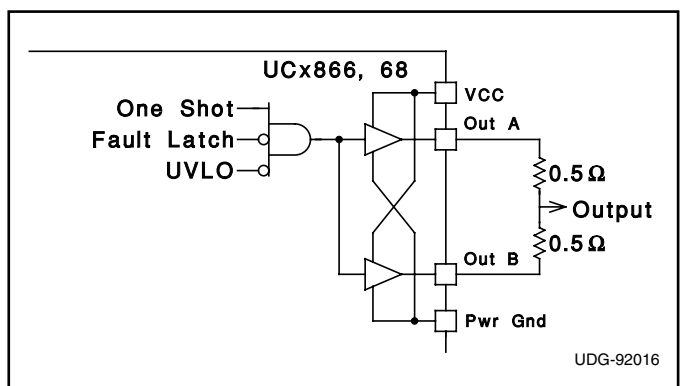 UCx866, 68
VCC
One Shot
Out A
Fault Latch
UVLO
0.5Ω
Output
0.5Ω
Out B
Pwr Gnd
UDG-92016